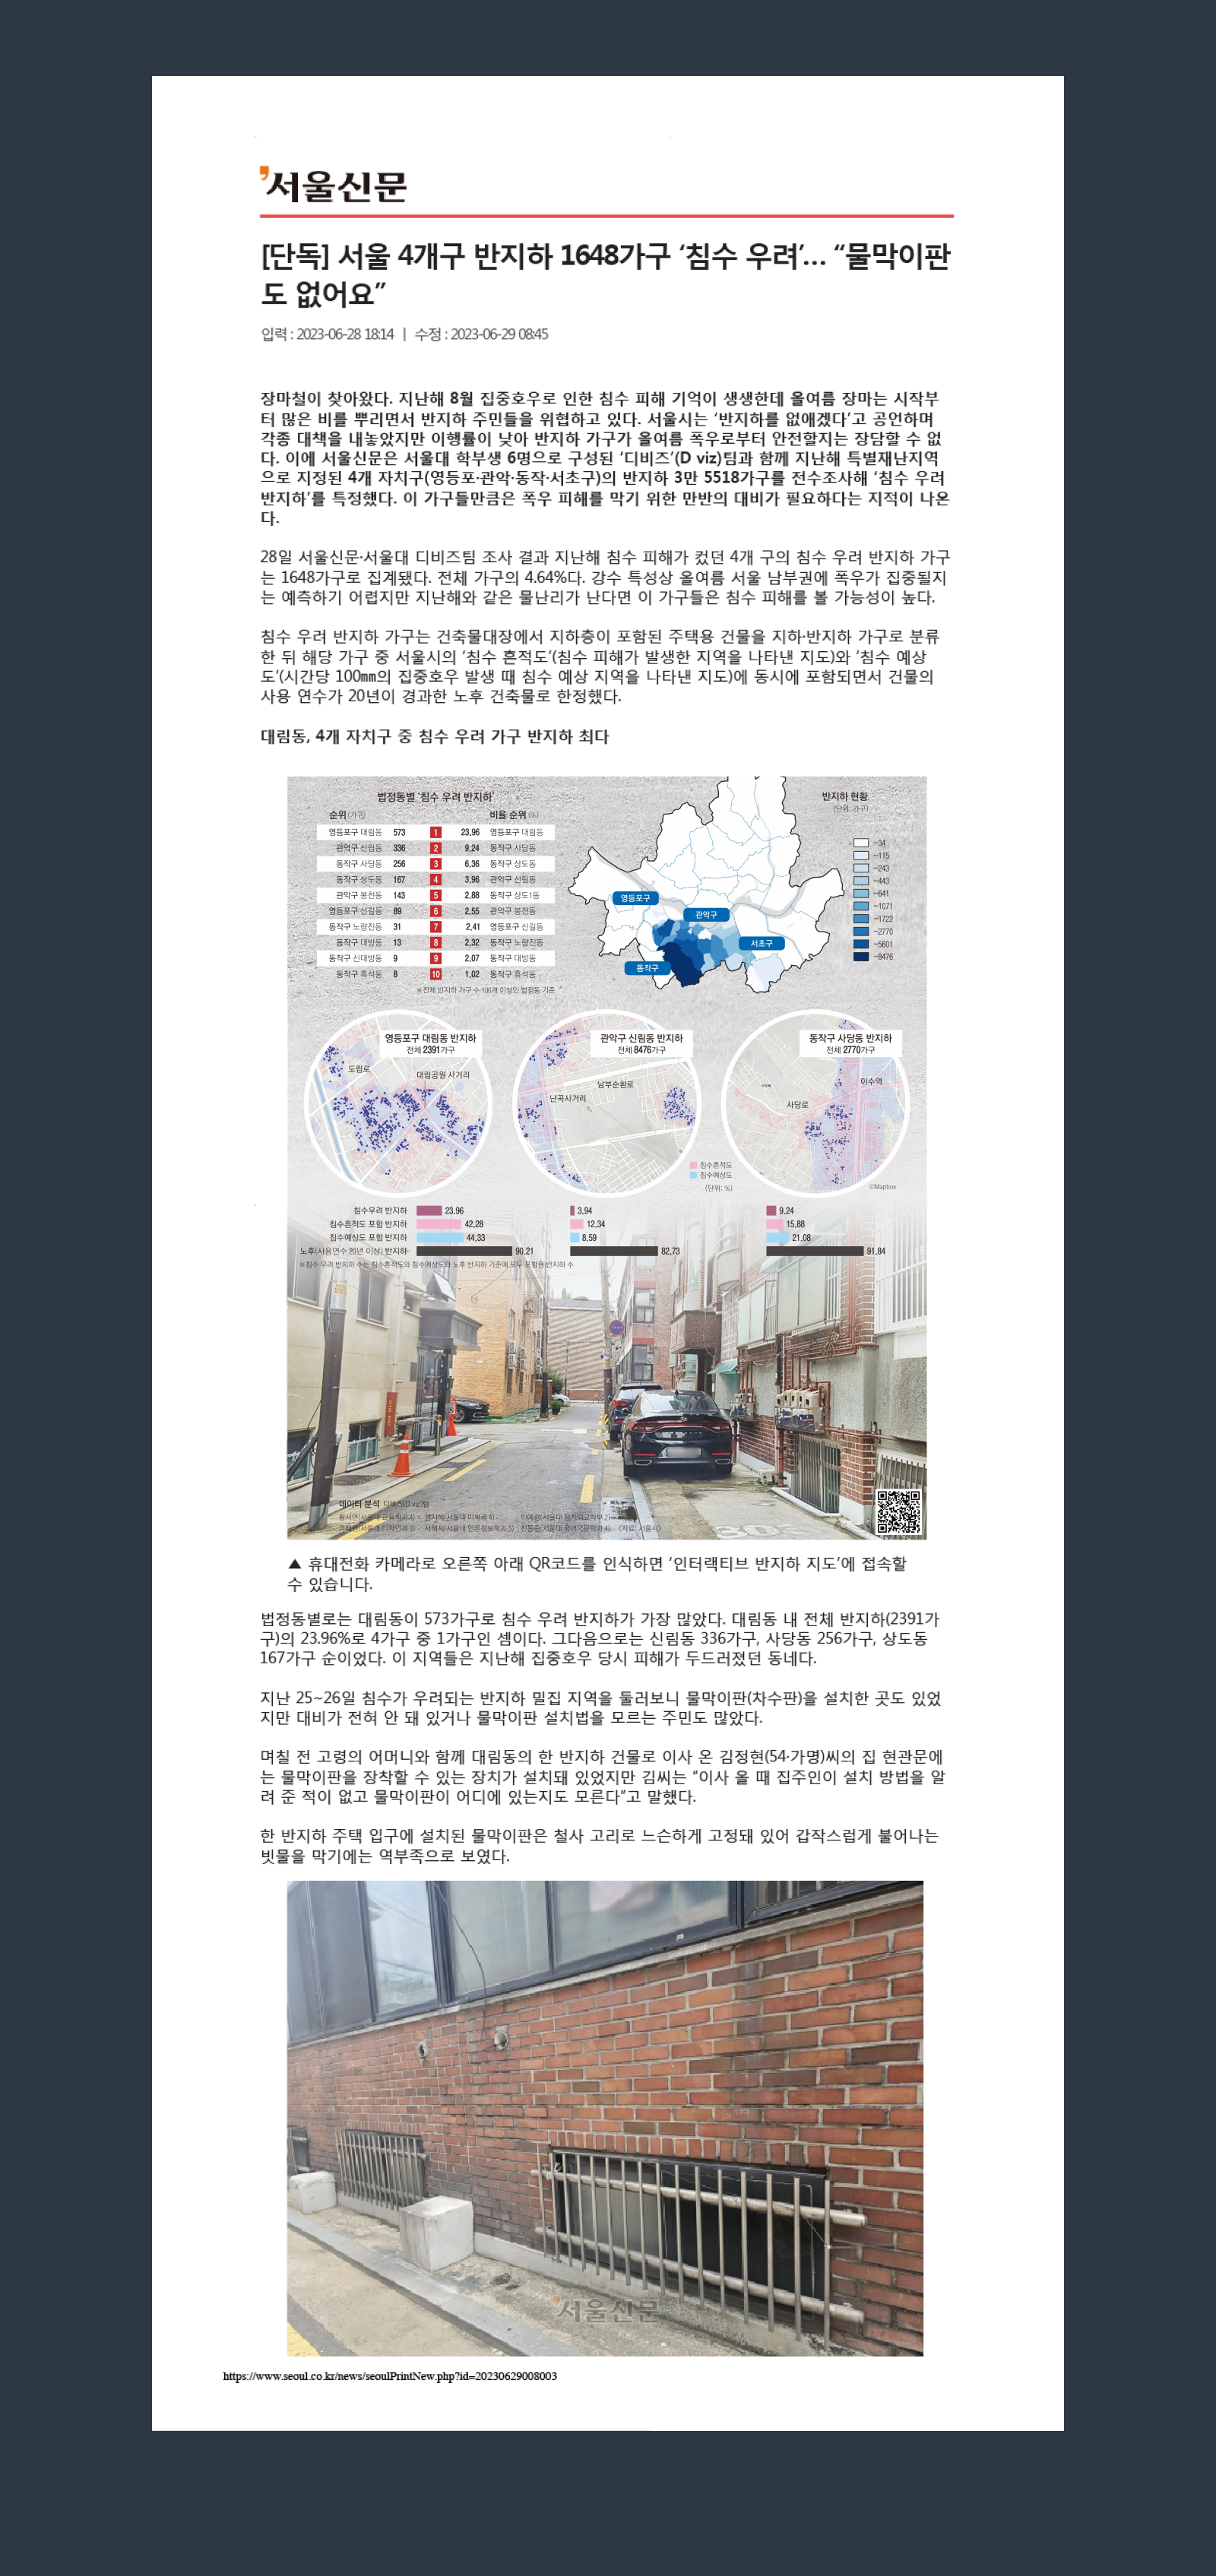 서울신문
[단독] 서울 4개구 반지하 1648가구 ‘침수 우려’… “물막이판
도 없어요”
입력 : 2023-06-28 18:14 | 수정 : 2023-06-29 08:45
장마철이 찾아왔다. 지난해 8월 집중호우로 인한 침수 피해 기억이 생생한데 올여름 장마는 시작부
터 많은 비를 뿌리면서 반지하 주민들을 위협하고 있다. 서울시는 ‘반지하를 없애겠다’고 공언하며
각종 대책을 내놓았지만 이행률이 낮아 반지하 가구가 올여름 폭우로부터 안전할지는 장담할 수 없
다. 이에 서울신문은 서울대 학부생 6명으로 구성된 ‘디비즈’(D viz)팀과 함께 지난해 특별재난지역
으로 지정된 4개 자치구(영등포·관악·동작·서초구)의 반지하 3만 5518가구를 전수조사해 ‘침수 우려
반지하’를 특정했다. 이 가구들만큼은 폭우 피해를 막기 위한 만반의 대비가 필요하다는 지적이 나온
다.
28일 서울신문·서울대 디비즈팀 조사 결과 지난해 침수 피해가 컸던 4개 구의 침수 우려 반지하 가구
는 1648가구로 집계됐다. 전체 가구의 4.64%다. 강수 특성상 올여름 서울 남부권에 폭우가 집중될지
는 예측하기 어렵지만 지난해와 같은 물난리가 난다면 이 가구들은 침수 피해를 볼 가능성이 높다.
침수 우려 반지하 가구는 건축물대장에서 지하층이 포함된 주택용 건물을 지하·반지하 가구로 분류
한 뒤 해당 가구 중 서울시의 ‘침수 흔적도’(침수 피해가 발생한 지역을 나타낸 지도)와 ‘침수 예상
도’(시간당 100㎜의 집중호우 발생 때 침수 예상 지역을 나타낸 지도)에 동시에 포함되면서 건물의
사용 연수가 20년이 경과한 노후 건축물로 한정했다.
대림동, 4개 자치구 중 침수 우려 가구 반지하 최다
법정동별 ‘침수 우려 반지하’
순위 (가구) 비율 순위 (%)
영등포구 대림동 573 1 23.96 영등포구 대림동
관악구 신림동 336 2 9.24 동작구 사당동
동작구 사당동 256 3 6.36 동작구 상도동
동작구 상도동 167 4 3.96 관악구 신림동
관악구 봉천동 143 5 2.88 동작구 상도1동
영등포구 신길동 89 6 2.55 관악구 봉천동
동작구 노량진동 31 7 2.41 영등포구 신길동
동작구 대방동 13 8 2.32 동작구 노량진동
동작구 신대방동 9 9 2.07 동작구 대방동
동작구 흑석동 8 10 1.02 동작구 흑석동
※전체 반지하 가구 수 100개 이상인 법정동 기준
반지하 현황
(단위: 가구)
~34
~115
~243
~443
~641
~1071
~1722
~2770
~5601
~8476
영등포구
관악구
서초구
동작구
영등포구 대림동 반지하
전체 2391가구
도림로
대림공원 사거리
관악구 신림동 반지하
전체 8476가구
남부순환로
난곡사거리
동작구 사당동 반지하
전체 2770가구
이수역
사당로
침수흔적도
침수예상도
(단위: %)
©Mapbox
침수우려 반지하 23.96 3.94 9.24
침수흔적도 포함 반지하 42.28 12.34 15.88
침수예상도 포함 반지하 44.33 8.59 21.08
노후(사용연수 20년 이상) 반지하 90.21 82.73 91.84
※침수 우려 반지하 수는 침수흔적도와 침수예상도와 노후 반지하 기준에 모두 포함된 반지하 수
데이터 분석 디비즈(D viz)팀
▲ 휴대전화 카메라로 오른쪽 아래 QR코드를 인식하면 ‘인터랙티브 반지하 지도’에 접속할
수 있습니다.
법정동별로는 대림동이 573가구로 침수 우려 반지하가 가장 많았다. 대림동 내 전체 반지하(2391가
구)의 23.96%로 4가구 중 1가구인 셈이다. 그다음으로는 신림동 336가구, 사당동 256가구, 상도동
167가구 순이었다. 이 지역들은 지난해 집중호우 당시 피해가 두드러졌던 동네다.
지난 25~26일 침수가 우려되는 반지하 밀집 지역을 둘러보니 물막이판(차수판)을 설치한 곳도 있었
지만 대비가 전혀 안 돼 있거나 물막이판 설치법을 모르는 주민도 많았다.
며칠 전 고령의 어머니와 함께 대림동의 한 반지하 건물로 이사 온 김정현(54·가명)씨의 집 현관문에
는 물막이판을 장착할 수 있는 장치가 설치돼 있었지만 김씨는 “이사 올 때 집주인이 설치 방법을 알
려 준 적이 없고 물막이판이 어디에 있는지도 모른다”고 말했다.
한 반지하 주택 입구에 설치된 물막이판은 철사 고리로 느슨하게 고정돼 있어 갑작스럽게 불어나는
빗물을 막기에는 역부족으로 보였다.
서울신문
https://www.seoul.co.kr/news/seoulPrintNew.php?id=20230629008003